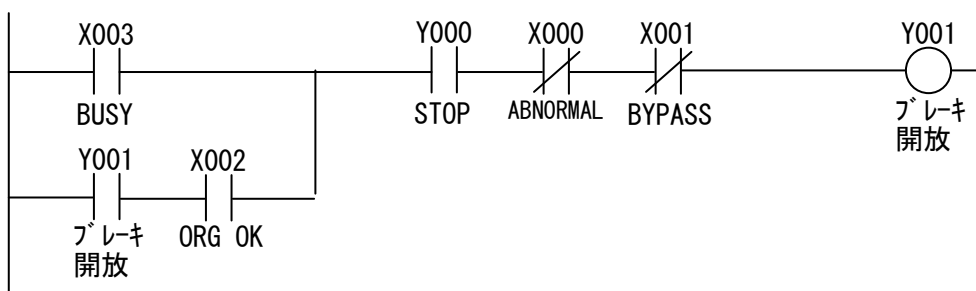 X003
Y000
X000
X001
Y001
BUSY
STOP
ABNORMAL
BYPASS
ﾌﾞﾚｰｷ
開放
Y001
X002
ﾌﾞﾚｰｷ
開放
ORG OK